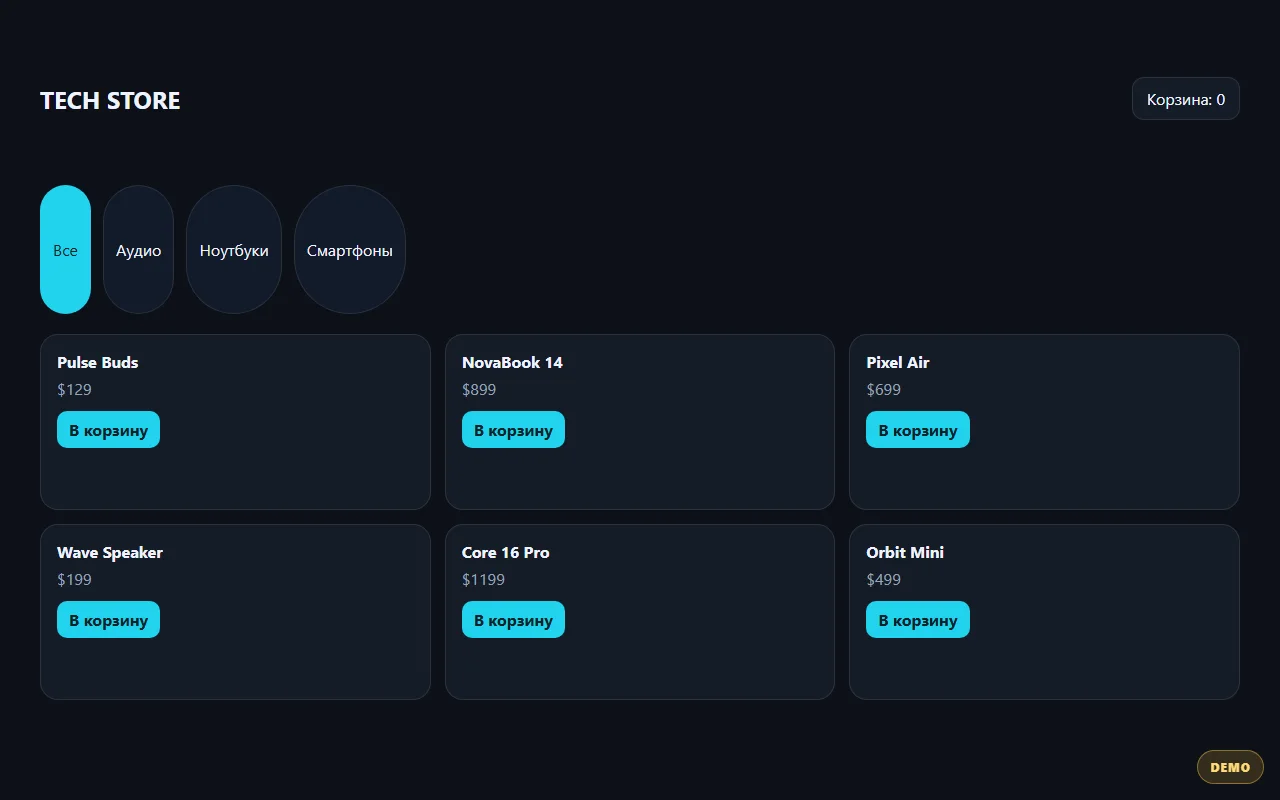 TECH STORE
Корзина: 0
Все
Аудио
Ноутбуки
Смартфоны
Pulse Buds
$129
В корзину
NovaBook 14
$899
В корзину
Pixel Air
$699
В корзину
Wave Speaker
$199
В корзину
Core 16 Pro
$1199
В корзину
Orbit Mini
$499
В корзину
DEMO